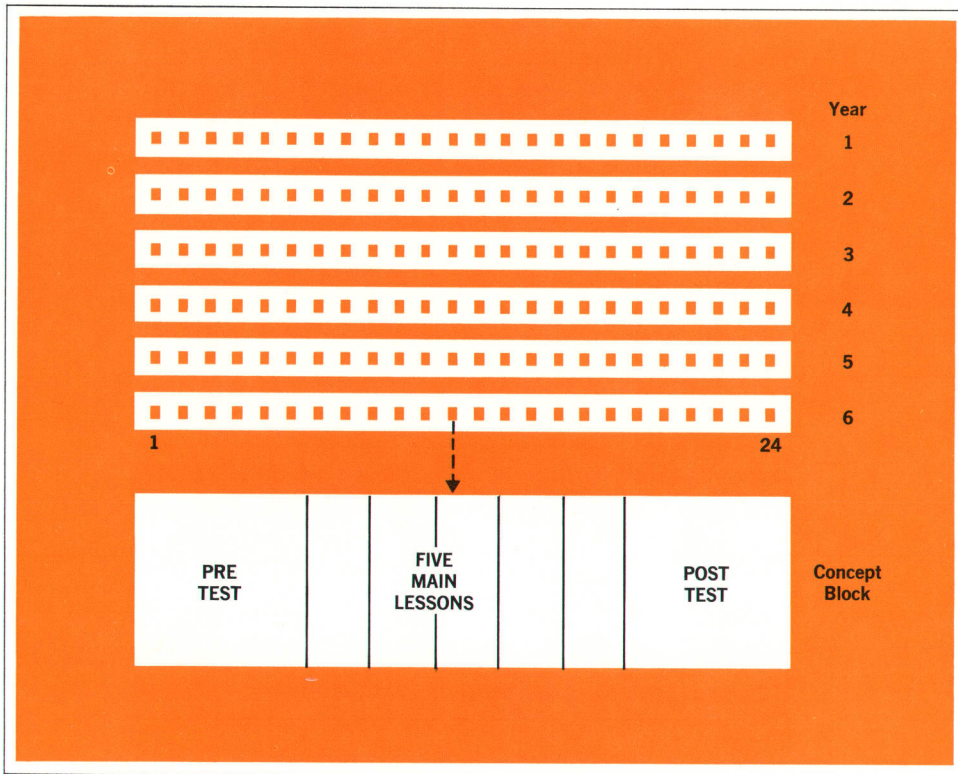 Year
1
2
3
4
5
6
1 24
PRE
TEST
FIVE
MAIN
LESSONS
POST
TEST
Concept
Block